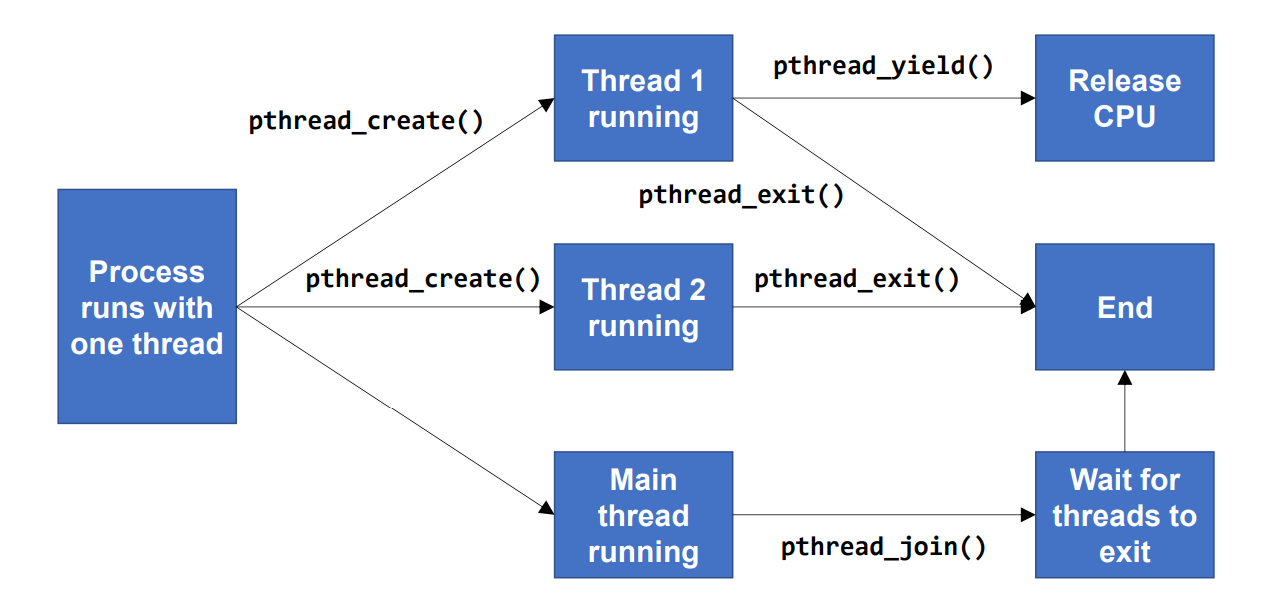 Process
runs with
one thread
pthread_create()
Thread 1
running
pthread_yield()
Release
CPU
pthread_exit()
pthread_create()
Thread 2
running
pthread_exit()
End
Main
thread
running
pthread_join()
Wait for
threads to
exit